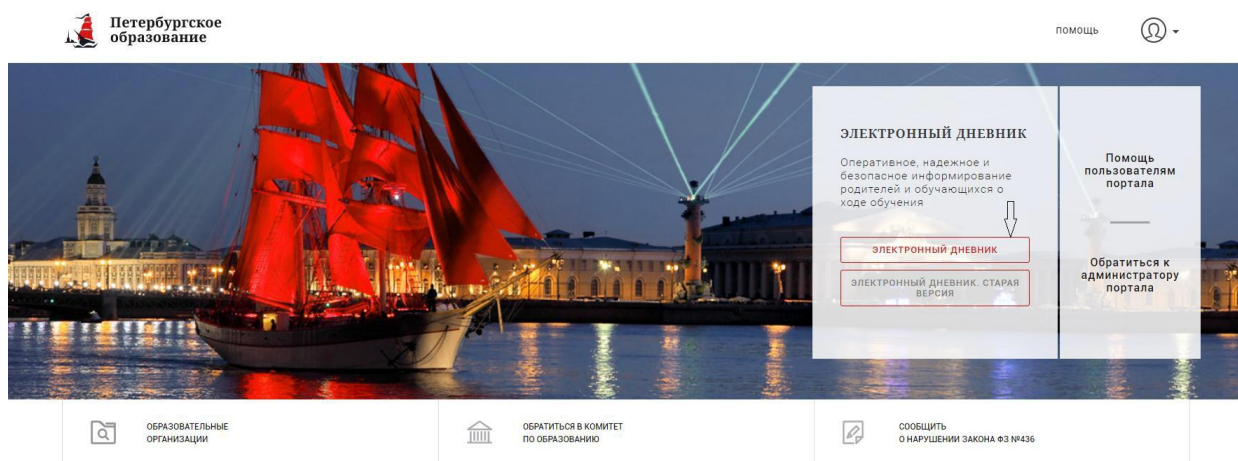 Петербургское
образование
помощь
ЭЛЕКТРОННЫЙ ДНЕВНИК
Оперативное, надежное и
безопасное информирование
родителей и обучающихся о
ходе обучения
ЭЛЕКТРОННЫЙ ДНЕВНИК
ЭЛЕКТРОННЫЙ ДНЕВНИК. СТАРАЯ
ВЕРСИЯ
Помощь
пользователям
портала
Обратиться к
администратору
портала
ОБРАЗОВАТЕЛЬНЫЕ
ОРГАНИЗАЦИИ
ОБРАТИТЬСЯ В КОМИТЕТ
ПО ОБРАЗОВАНИЮ
СООБЩИТЬ
О НАРУШЕНИИ ЗАКОНА ФЗ №436